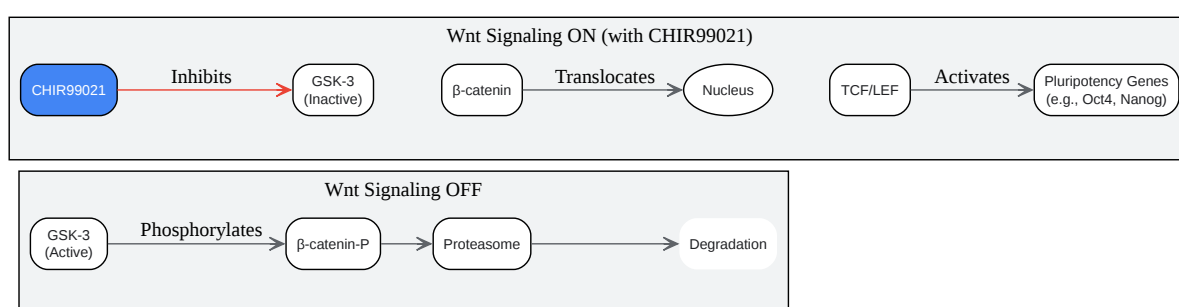 Wnt Signaling ON (with CHIR99021)
CHIR99021
Inhibits
GSK-3
(Inactive)
β-catenin
Translocates
Nucleus
TCF/LEF
Activates
Pluripotency Genes
(e.g., Oct4, Nanog)
Wnt Signaling OFF
GSK-3
(Active)
Phosphorylates
β-catenin-P
Proteasome
Degradation